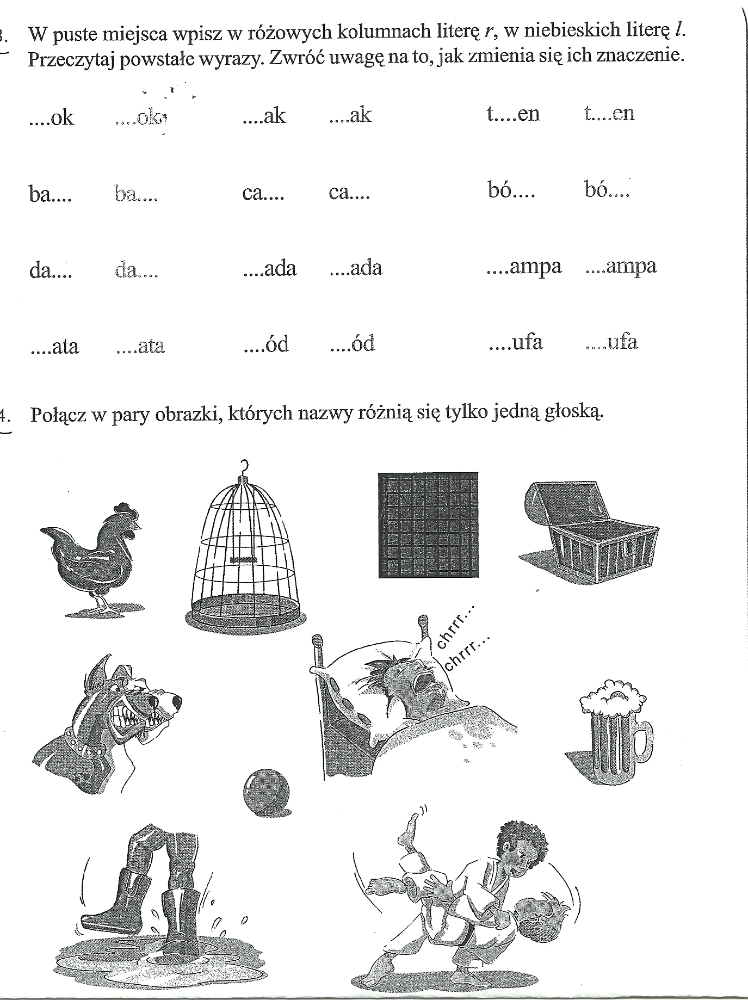 3. W puste miejsca wpisz w różowych kolumnach literę r, w niebieskich literę l.
Przeczytaj powstałe wyrazy. Zwróć uwagę na to, jak zmienia się ich znaczenie.
....ok ....ok ....ak ....ak t....en t....en
ba.... ba.... ca.... ca.... bó.... bó....
da.... da.... ....ada ....ada ....ampa ....ampa
....ata ....ata ....ód ....ód ....ufa ....ufa
4. Połącz w pary obrazki, których nazwy różnią się tylko jedną głoską.
chrrr...
chrrr...